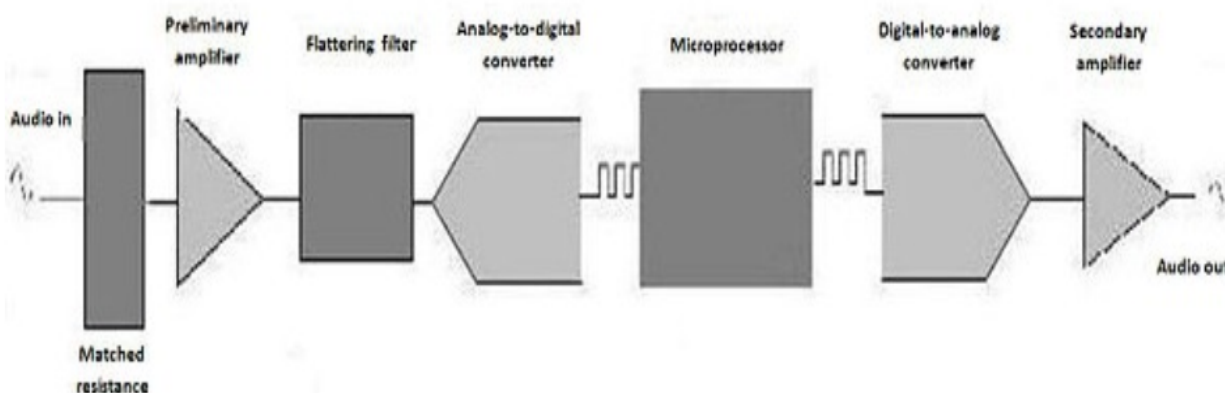 Preliminary
amplifier
Flattering filter
Analog-to-digital
converter
Microprocessor
Digital-to-analog
converter
Secondary
amplifier
Audio in
Audio out
Matched
resistance